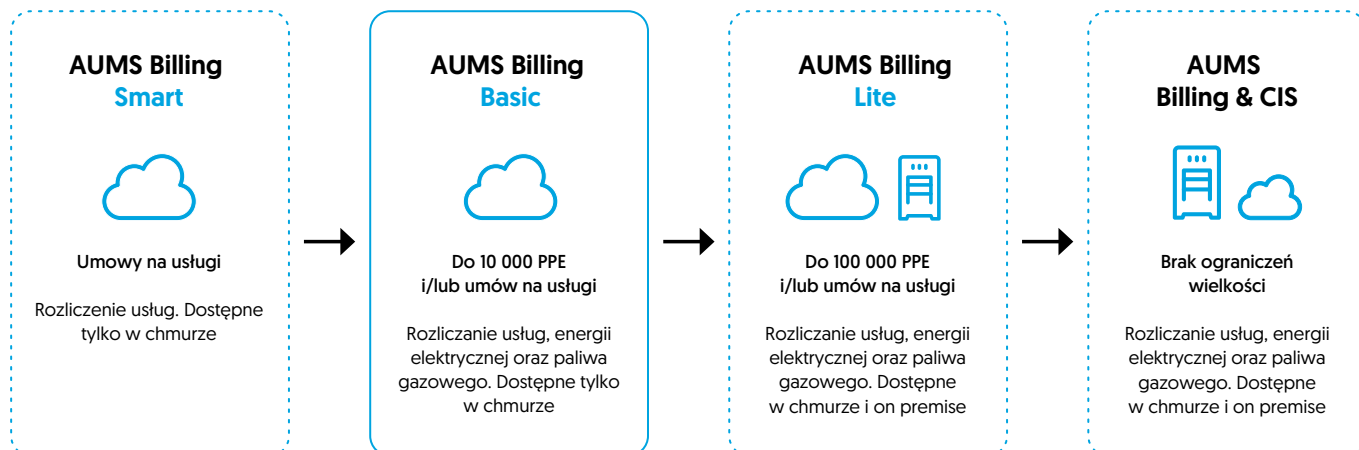 AUMS Billing
Smart
Umowy na usługi
Rozliczenie usług. Dostępne
tylko w chmurze
AUMS Billing
Basic
Do 10 000 PPE
i/lub umów na usługi
Rozliczanie usług, energii
elektrycznej oraz paliwa
gazowego. Dostępne tylko
w chmurze
AUMS Billing
Lite
Do 100 000 PPE
i/lub umów na usługi
Rozliczanie usług, energii
elektrycznej oraz paliwa
gazowego. Dostępne
w chmurze i on premise
AUMS
Billing & CIS
Brak ograniczeń
wielkości
Rozliczanie usług, energii
elektrycznej oraz paliwa
gazowego. Dostępne
w chmurze i on premise